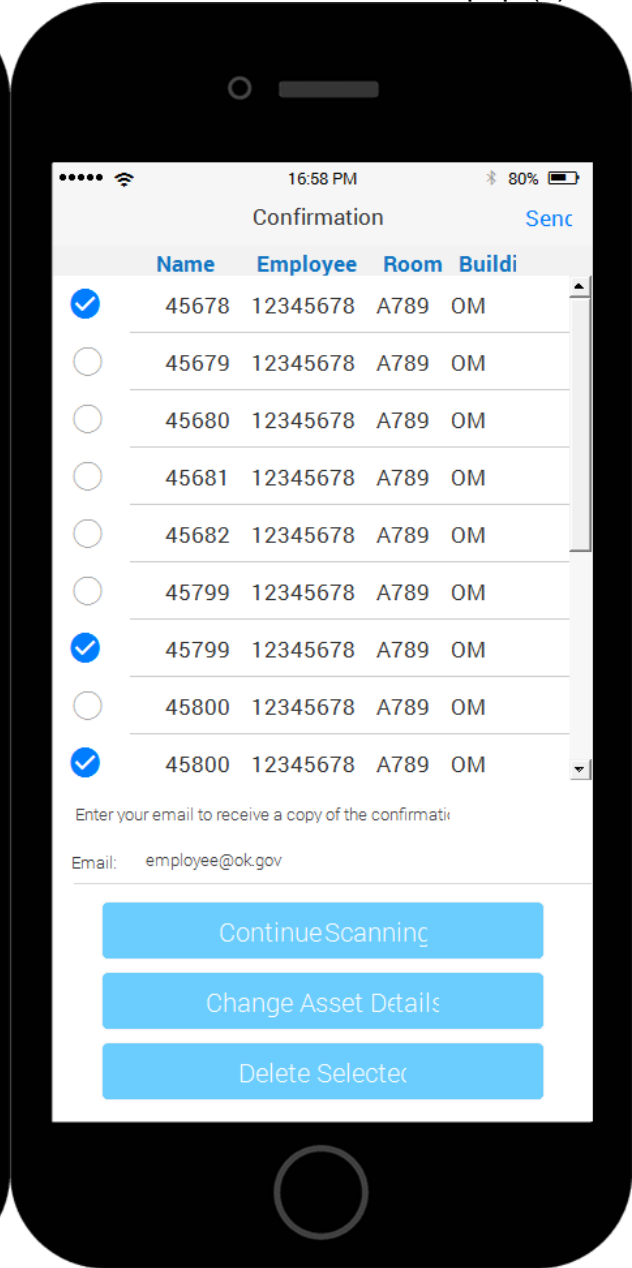 16:58 PM 80%
Confirmation Senc
Name Employee Room Buildi
45678 12345678 A789 OM
45679 12345678 A789 OM
45680 12345678 A789 OM
45681 12345678 A789 OM
45682 12345678 A789 OM
45799 12345678 A789 OM
45799 12345678 A789 OM
45800 12345678 A789 OM
45800 12345678 A789 OM
Enter your email to receive a copy of the confirmati
Email: employee@ok.gov
Continue Scanning
Change Asset Details
Delete Selected